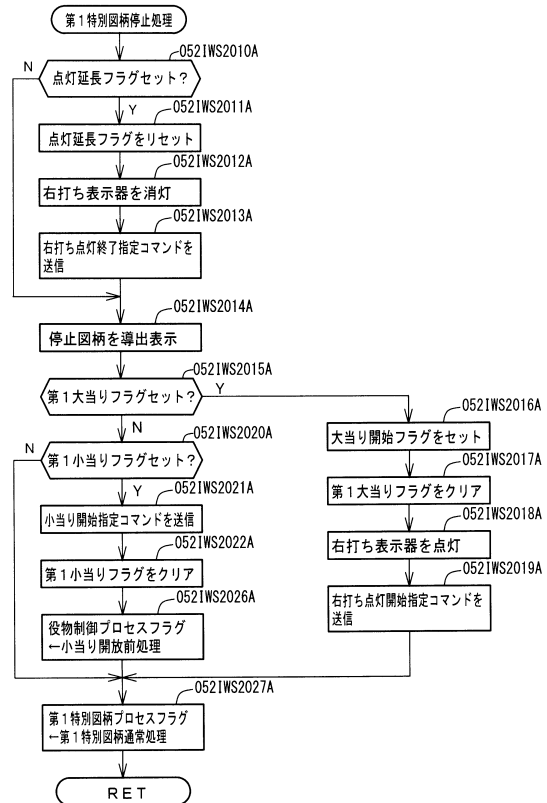 第1特別図柄停止処理
052IWS2010A
N
点灯延長フラグセット？
Y
052IWS2011A
点灯延長フラグをリセット
052IWS2012A
右打ち表示器を消灯
052IWS2013A
右打ち点灯終了指定コマンドを
送信
052IWS2014A
停止図柄を導出表示
052IWS2015A
第1大当りフラグセット？
Y
N
052IWS2016A
大当り開始フラグをセット
052IWS2017A
第1大当りフラグをクリア
052IWS2018A
右打ち表示器を点灯
052IWS2019A
右打ち点灯開始指定コマンドを
送信
052IWS2020A
N
第1小当りフラグセット？
Y
052IWS2021A
小当り開始指定コマンドを送信
052IWS2022A
第1小当りフラグをクリア
052IWS2026A
役物制御プロセスフラグ
←小当り開放前処理
052IWS2027A
第1特別図柄プロセスフラグ
←第1特別図柄通常処理
RET